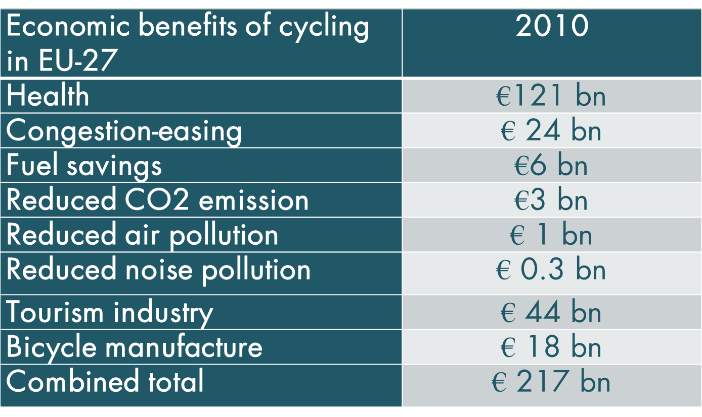 Economic benefits of cycling 2010
in EU-27
Health €121 bn
Congestion-easing € 24 bn
Fuel savings €6 bn
Reduced CO2 emission €3 bn
Reduced air pollution € 1 bn
Reduced noise pollution € 0.3 bn
Tourism industry € 44 bn
Bicycle manufacture € 18 bn
Combined total € 217 bn